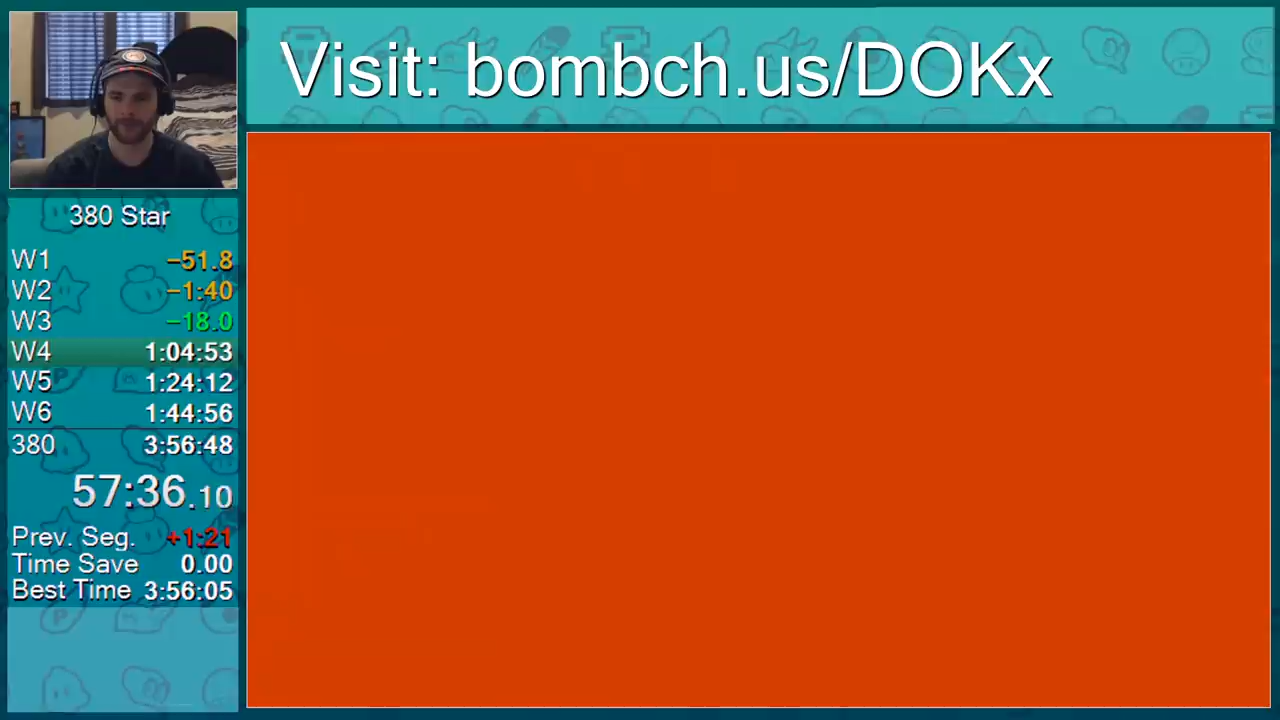 Visit: bombch.us/DOKx
380 Star
W1 -51.8
W2 -1:40
W3 -18.0
W4 1:04:53
W5 1:24:12
W6 1:44:56
380 3:56:48
57:36.10
Prev. Seg. +1:21
Time Save 0.00
Best Time 3:56:05